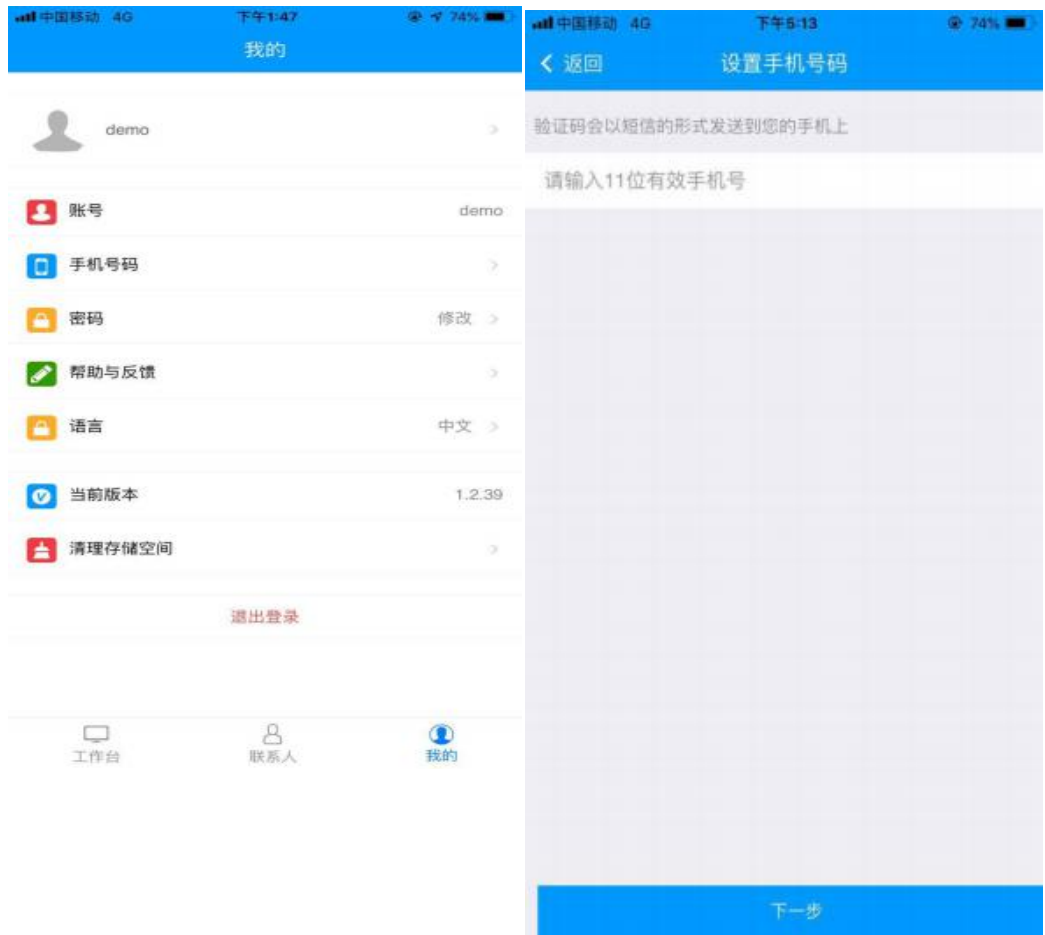 中国移动 4G 下午1:47 74%
我的
demo
账号 demo
手机号码
密码 修改
帮助与反馈
语言 中文
当前版本 1.2.39
清理存储空间
退出登录
工作台 联系人 我的
中国移动 4G 下午5:13 74%
返回 设置手机号码
验证码会以短信的形式发送到您的手机上
请输入11位有效手机号
下一步